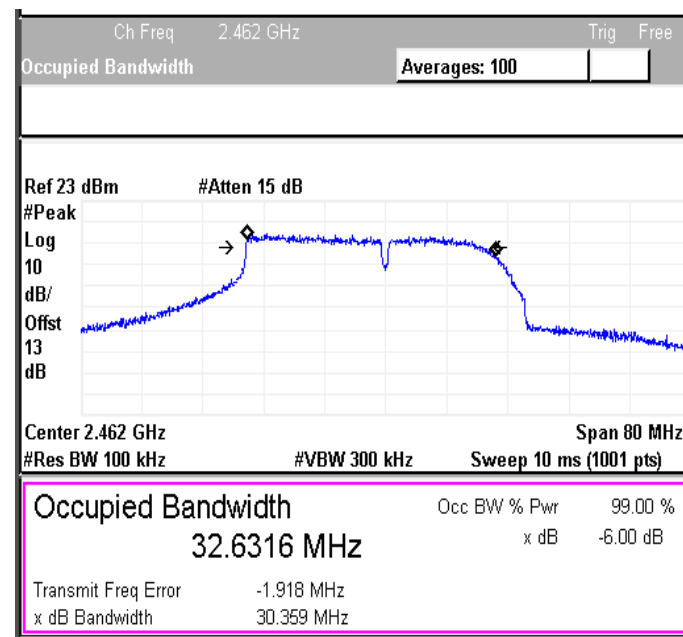 Ch Freq 2.462 GHz Trig Free
Occupied Bandwidth Averages: 100
Ref 23 dBm #Atten 15 dB
#Peak
Log
10
dB/
Offst
13
dB
Center 2.462 GHz Span 80 MHz
#Res BW 100 kHz #VBW 300 kHz Sweep 10 ms (1001 pts)
Occupied Bandwidth Occ BW % Pwr 99.00 %
32.6316 MHz x dB -6.00 dB
Transmit Freq Error -1.918 MHz
x dB Bandwidth 30.359 MHz